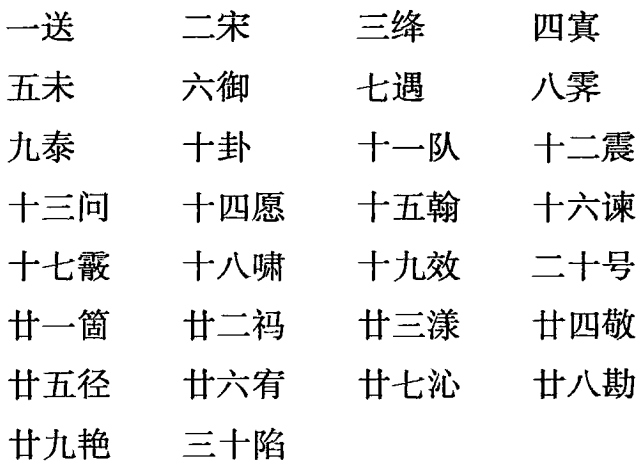 一送 二宋 三绛 四寘
五未 六御 七遇 八霁
九泰 十卦 十一队 十二震
十三问 十四愿 十五翰 十六谏
十七霰 十八啸 十九效 二十号
廿一箇 廿二祃 廿三漾 廿四敬
廿五径 廿六宥 廿七沁 廿八勘
廿九艳 三十陷